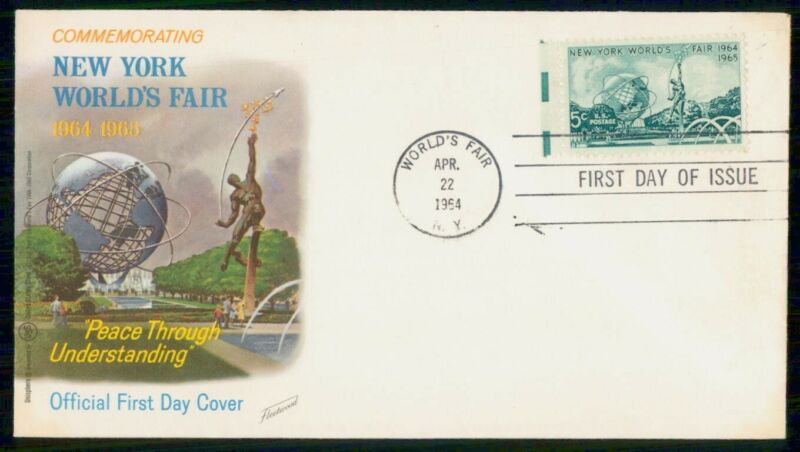 COMMEMORATING
NEW YORK
WORLD'S FAIR
1964-1965
"Peace Through
Understanding"
Official First Day Cover
Fleetwood
NEW YORK WORLD'S FAIR 1964
1965
5c U.S.
POSTAGE
WORLD'S FAIR
APR.
22
1964
N.Y.
FIRST DAY OF ISSUE